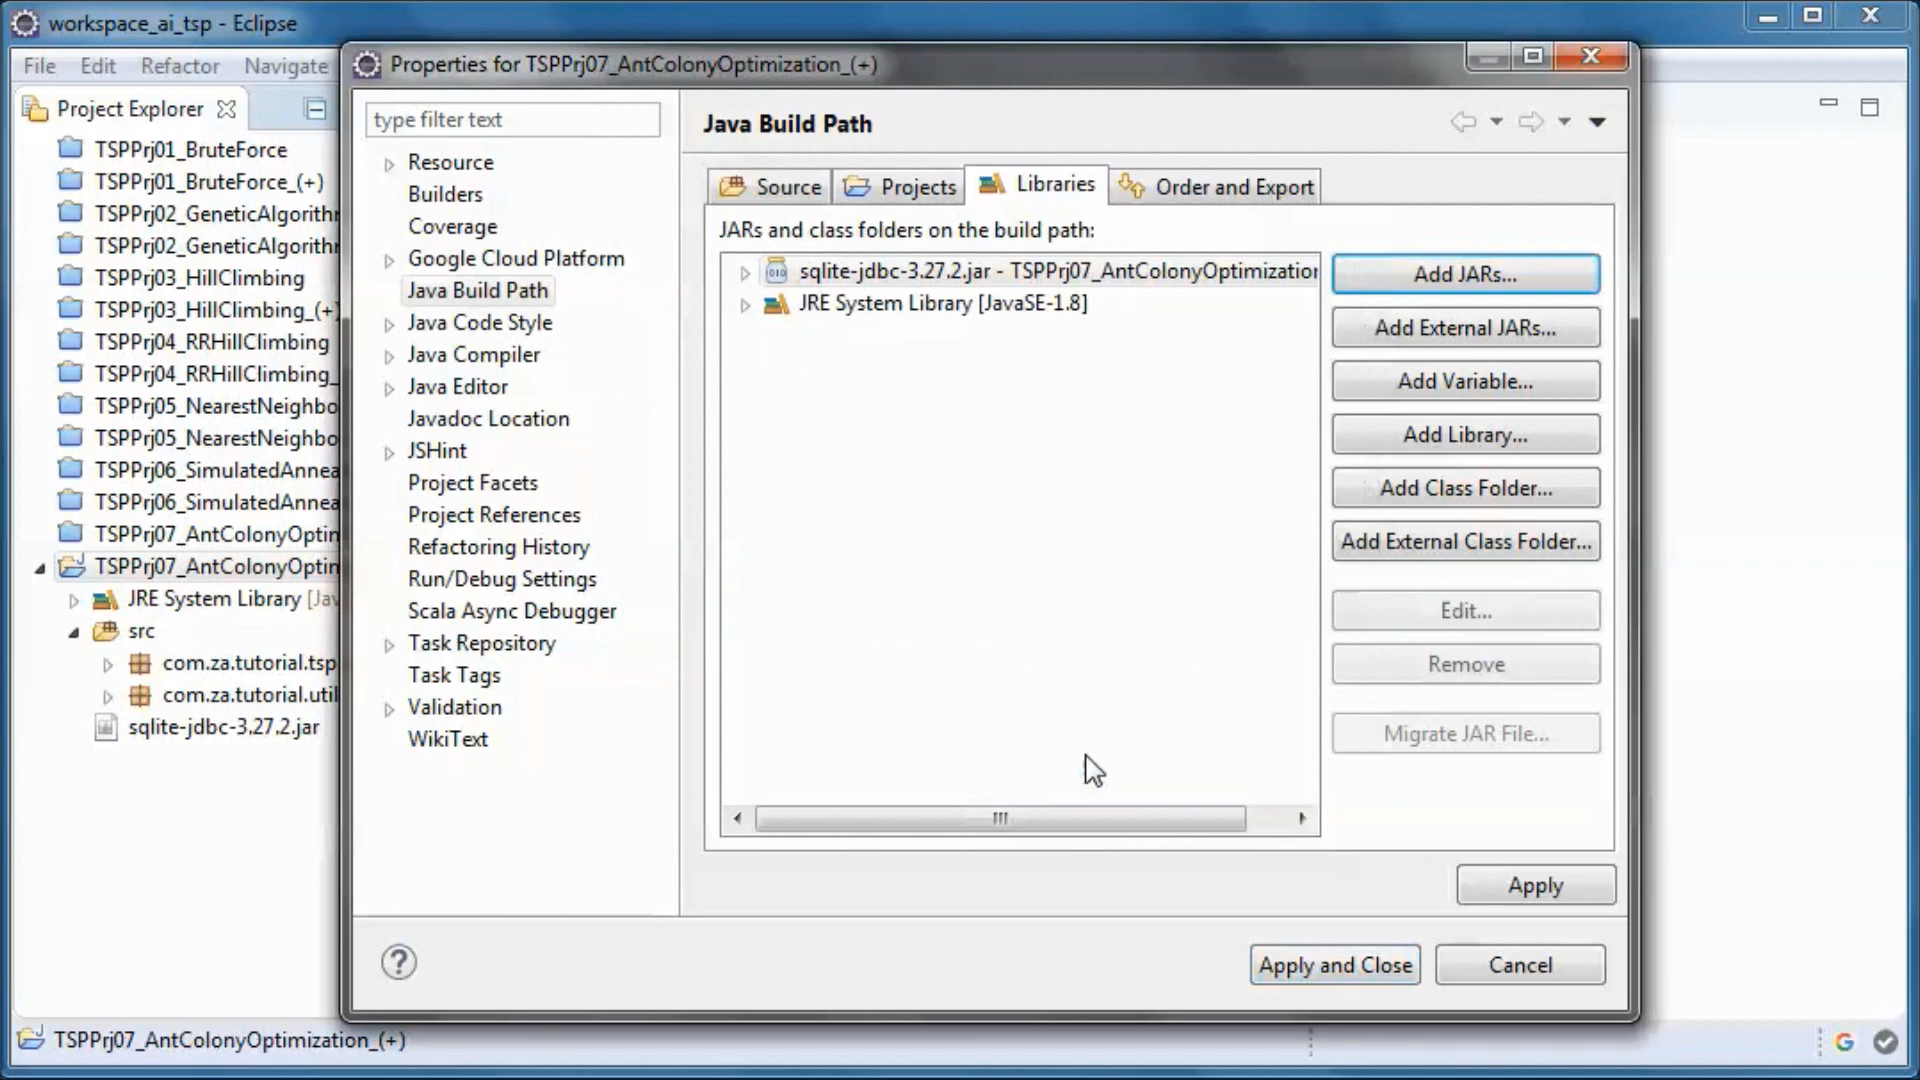 workspace_ai_tsp - Eclipse
File Edit Refactor Navigate
Project Explorer
TSPPrj01_BruteForce
TSPPrj01_BruteForce_(+)
TSPPrj02_GeneticAlgorithm
TSPPrj02_GeneticAlgorithm
TSPPrj03_HillClimbing
TSPPrj03_HillClimbing_(+)
TSPPrj04_RRHillClimbing
TSPPrj04_RRHillClimbing_
TSPPrj05_NearestNeighbo
TSPPrj05_NearestNeighbo
TSPPrj06_SimulatedAnnea
TSPPrj06_SimulatedAnnea
TSPPrj07_AntColonyOptim
TSPPrj07_AntColonyOptim
JRE System Library [Jav
src
com.za.tutorial.tsp
com.za.tutorial.util
sqlite-jdbc-3.27.2.jar
TSPPrj07_AntColonyOptimization_(+)
Properties for TSPPrj07_AntColonyOptimization_(+)
type filter text
Resource
Builders
Coverage
Google Cloud Platform
Java Build Path
Java Code Style
Java Compiler
Java Editor
Javadoc Location
JSHint
Project Facets
Project References
Refactoring History
Run/Debug Settings
Scala Async Debugger
Task Repository
Task Tags
Validation
WikiText
Java Build Path
Source Projects Libraries Order and Export
JARs and class folders on the build path:
sqlite-jdbc-3.27.2.jar - TSPPrj07_AntColonyOptimization
JRE System Library [JavaSE-1.8]
Add JARs...
Add External JARs...
Add Variable...
Add Library...
Add Class Folder...
Add External Class Folder...
Edit...
Remove
Migrate JAR File...
Apply
Apply and Close
Cancel